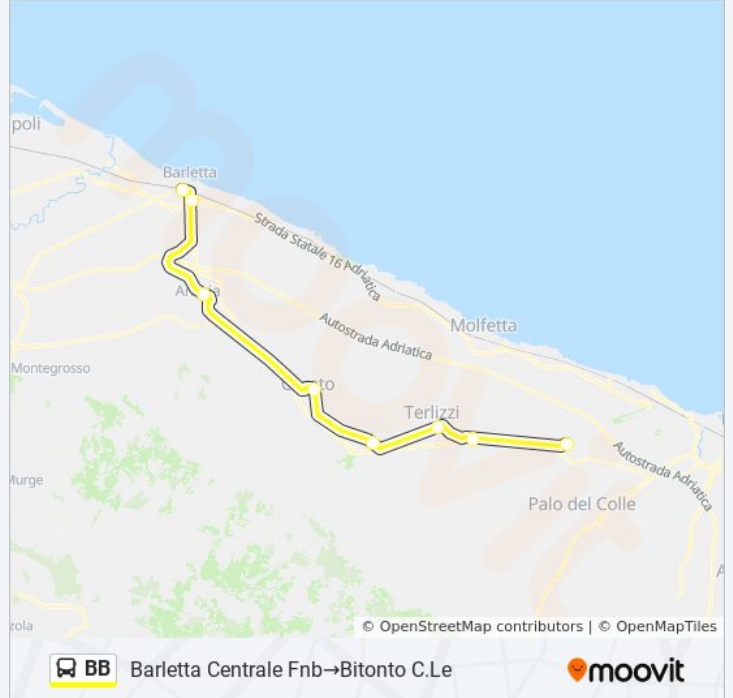 poli
Barletta
Strada Statale 16 Adriatica
Autostrada Adriatica
Molfetta
Montegrosso
Terlizzi
Autostrada Adriatica
Murge
Palo del Colle
zola
© OpenStreetMap contributors | © OpenMapTiles
BB Barletta Centrale Fnb→Bitonto C.Le
moovit